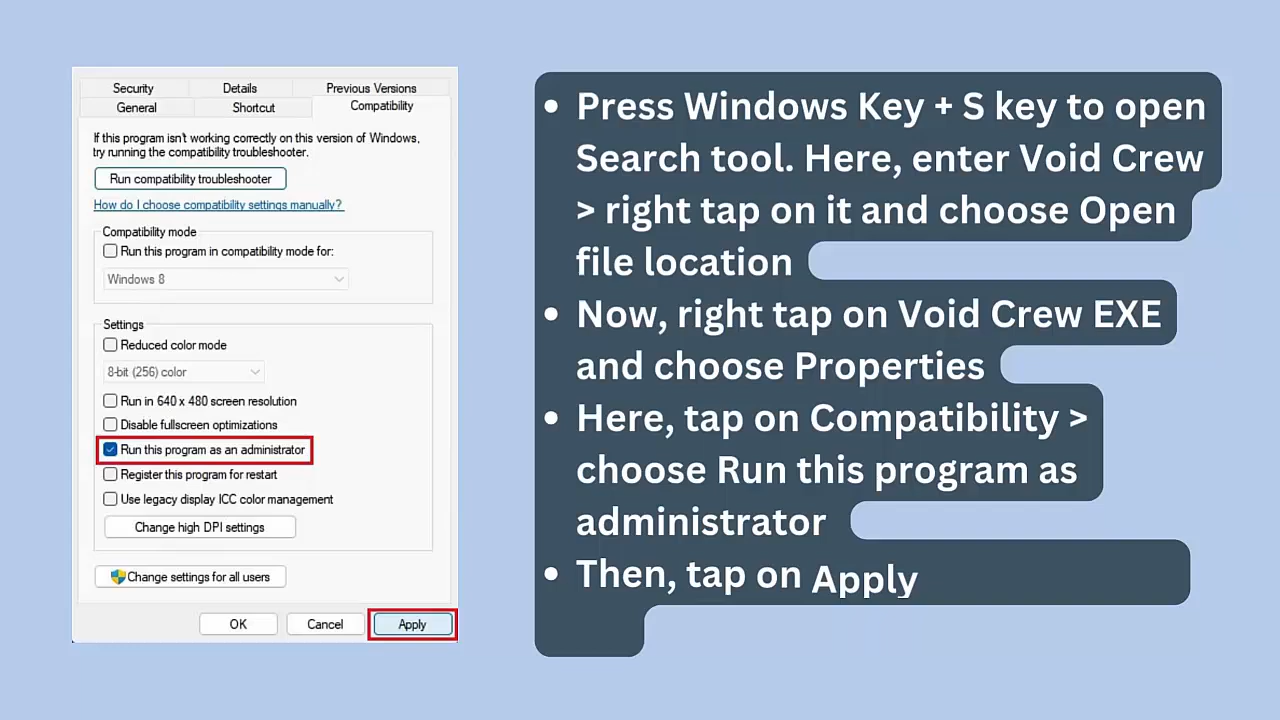 Security Details Previous Versions
General Shortcut Compatibility
If this program isn't working correctly on this version of Windows,
try running the compatibility troubleshooter.
Run compatibility troubleshooter
How do I choose compatibility settings manually?
Compatibility mode
Run this program in compatibility mode for:
Windows 8
Settings
Reduced color mode
8-bit (256) color
Run in 640 x 480 screen resolution
Disable fullscreen optimizations
Run this program as an administrator
Register this program for restart
Use legacy display ICC color management
Change high DPI settings
Change settings for all users
OK Cancel Apply
• Press Windows Key + S key to open
Search tool. Here, enter Void Crew
> right tap on it and choose Open
file location
• Now, right tap on Void Crew EXE
and choose Properties
• Here, tap on Compatibility >
choose Run this program as
administrator
• Then, tap on Apply